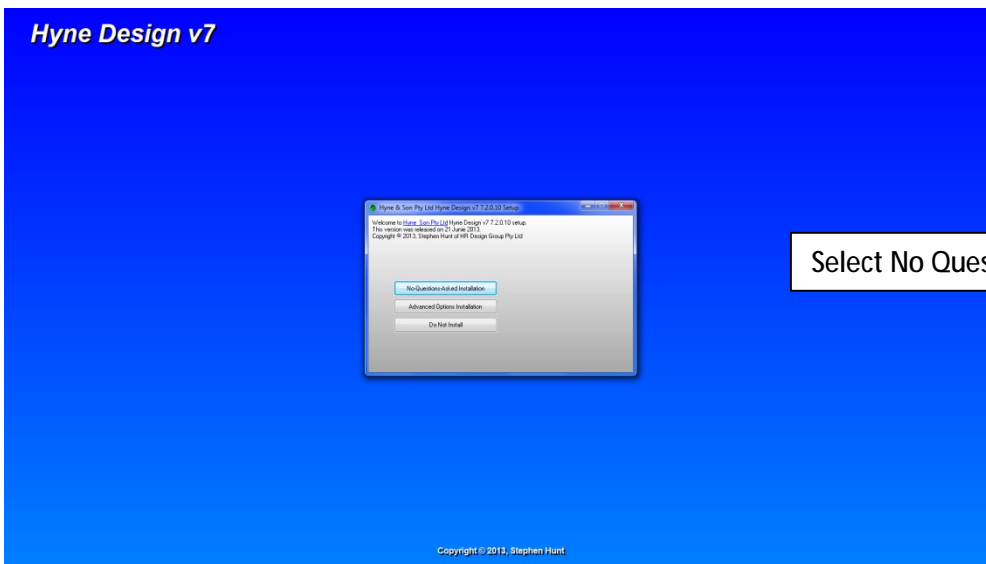 Hyne Design v7
Hyne & Son Pty Ltd Hyne Design v7 7.2.0.10 Setup
Welcome to Hyne Son Pty Ltd Hyne Design v7 7.2.0.10 setup.
This version was released on 21 Junie 2013.
Copyright © 2013, Stephen Hunt of HR Design Group Pty Ltd
No-Questions-Asked Installation
Advanced Options Installation
Do Not Install
Select No Ques
Copyright © 2013, Stephen Hunt